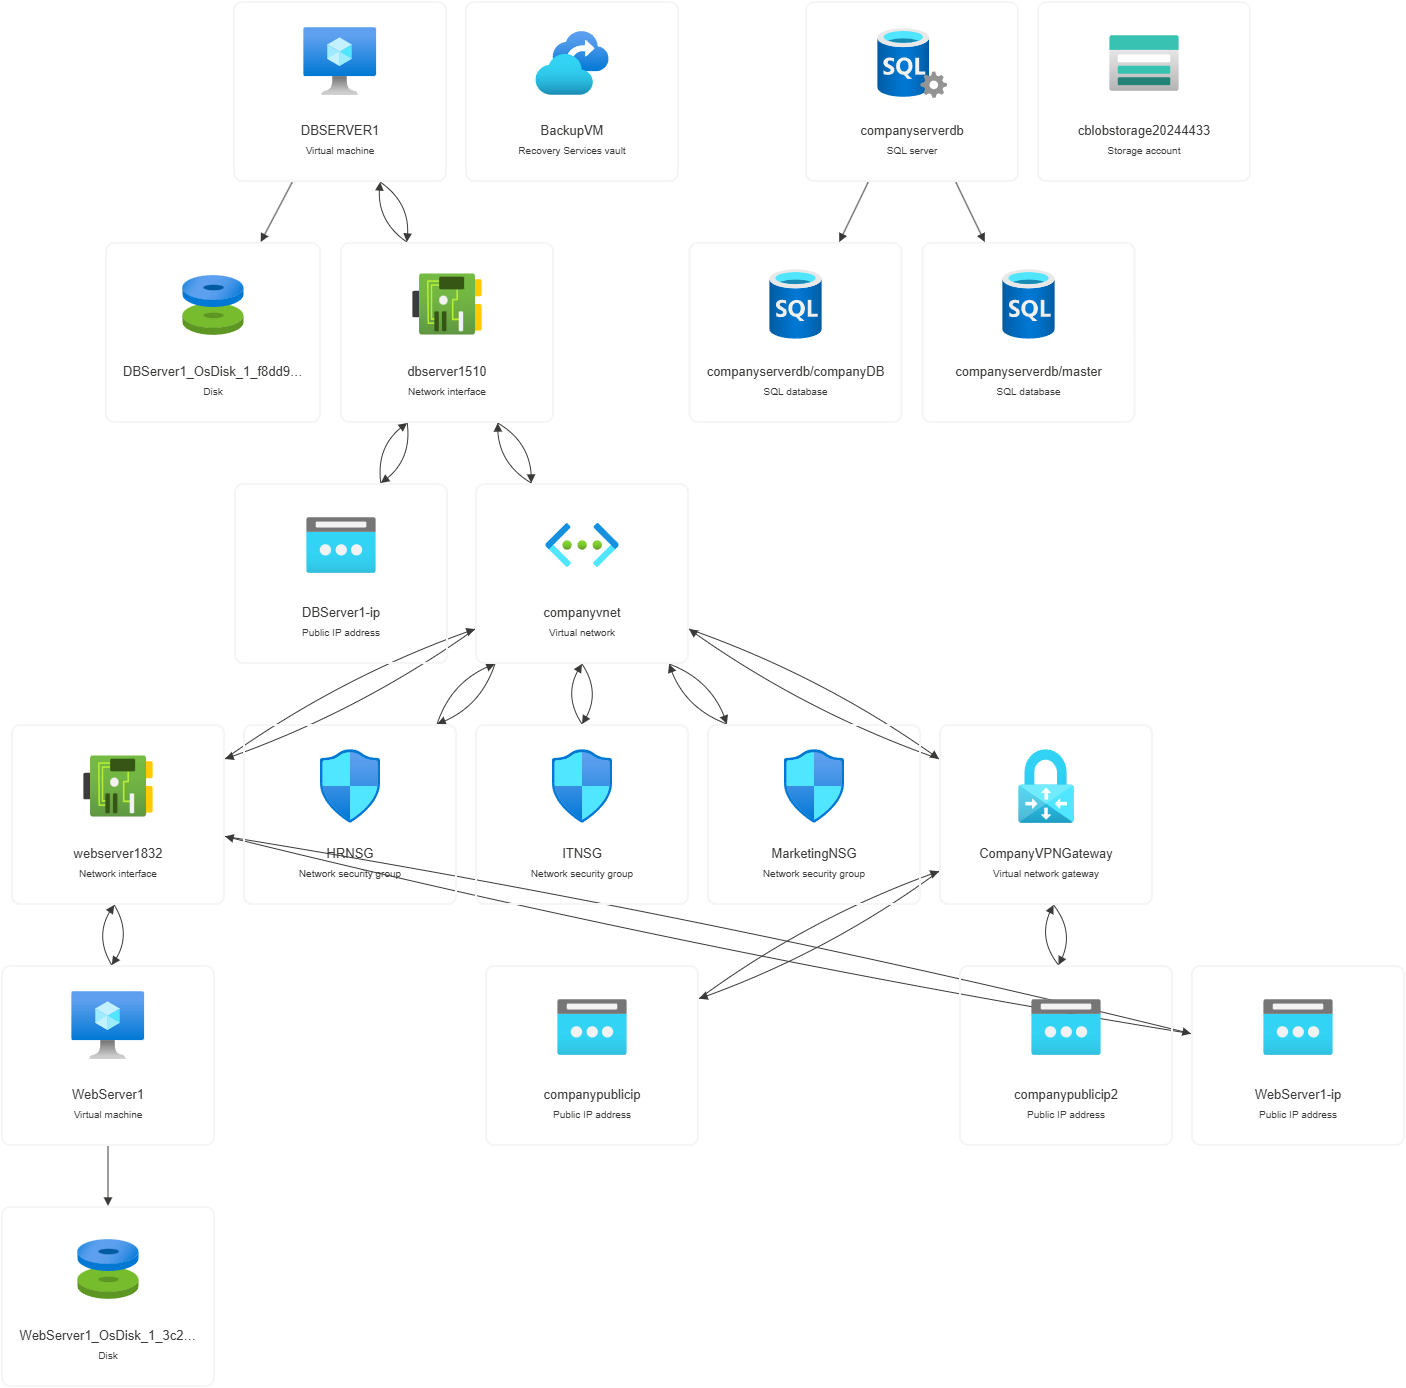 DBSERVER1
Virtual machine
BackupVM
Recovery Services vault
SQL
companyserverdb
SQL server
cblobstorage20244433
Storage account
DBServer1_OsDisk_1_f8dd9...
Disk
dbserver1510
Network interface
SQL
companyserverdb/companyDB
SQL database
SQL
companyserverdb/master
SQL database
DBServer1-ip
Public IP address
companyvnet
Virtual network
webserver1832
Network interface
HRNSG
Network security group
ITNSG
Network security group
MarketingNSG
Network security group
CompanyVPNGateway
Virtual network gateway
WebServer1
Virtual machine
companypublicip
Public IP address
companypublicip2
Public IP address
WebServer1-ip
Public IP address
WebServer1_OsDisk_1_3c2...
Disk